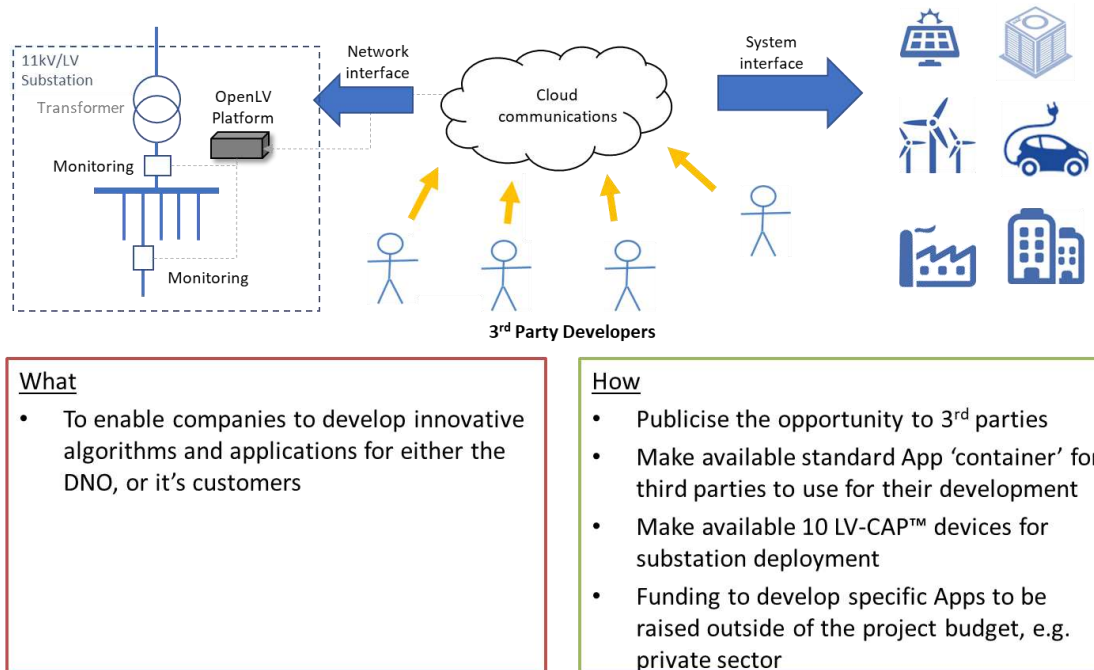 11kV/LV
Substation
Transformer
OpenLV
Platform
Monitoring
Monitoring
Network
interface
Cloud
communications
System
interface
3rd Party Developers
What
• To enable companies to develop innovative
algorithms and applications for either the
DNO, or it’s customers
How
• Publicise the opportunity to 3rd parties
• Make available standard App ‘container’ for
third parties to use for their development
• Make available 10 LV-CAP™ devices for
substation deployment
• Funding to develop specific Apps to be
raised outside of the project budget, e.g.
private sector